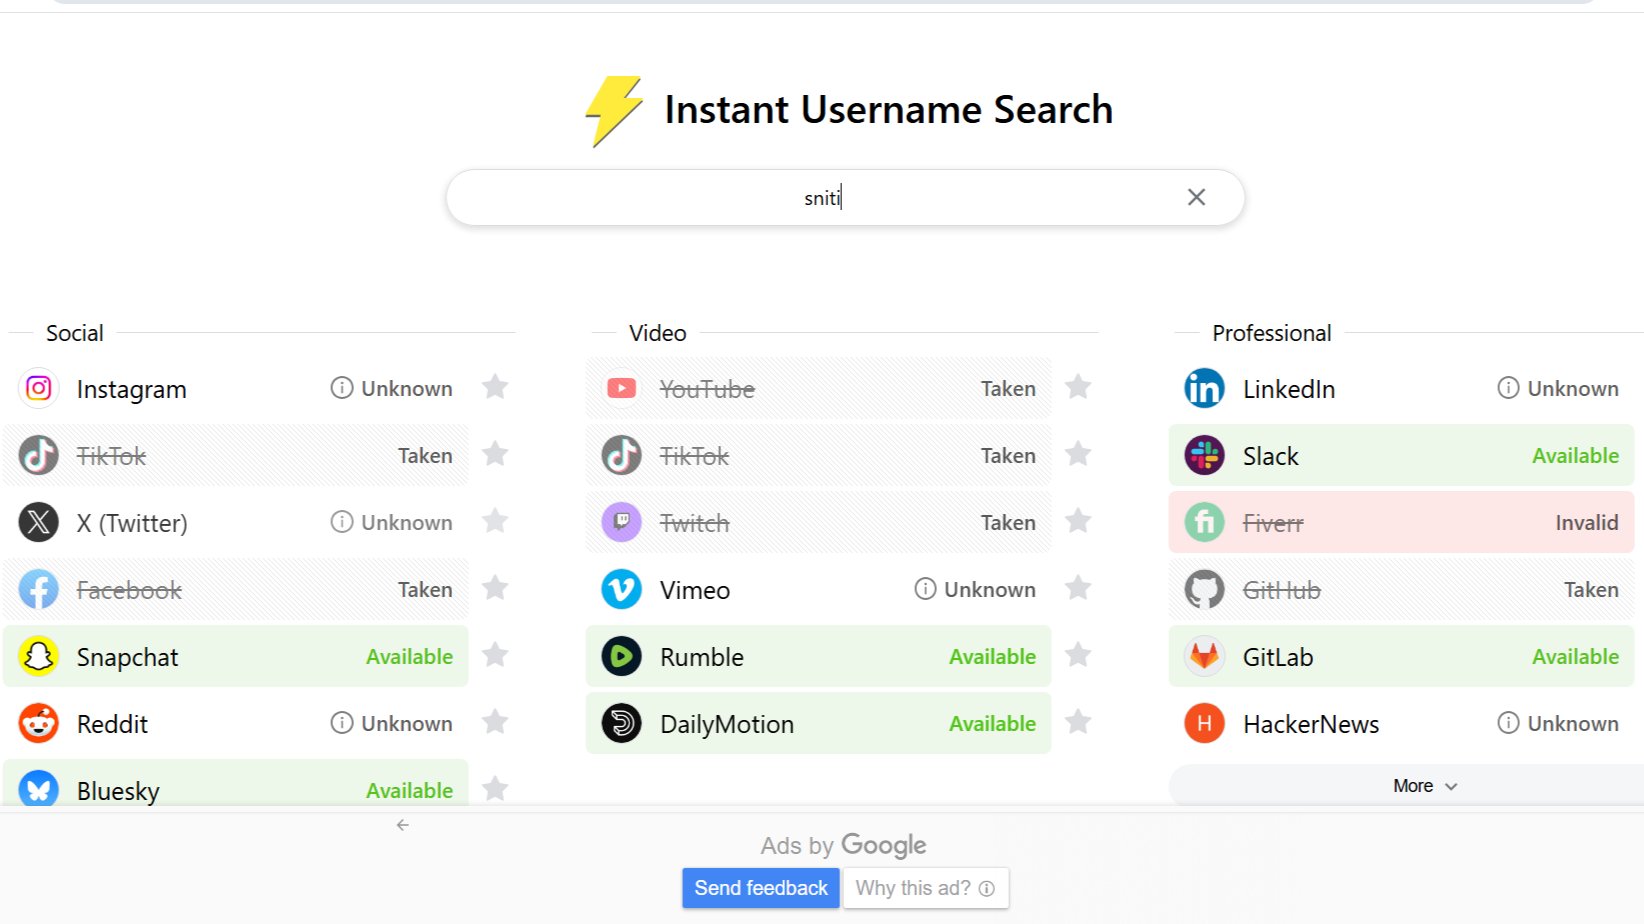 Instant Username Search
sniti
Social
Instagram Unknown
TikTok Taken
X (Twitter) Unknown
Facebook Taken
Snapchat Available
Reddit Unknown
Bluesky Available
Video
YouTube Taken
TikTok Taken
Twitch Taken
Vimeo Unknown
Rumble Available
DailyMotion Available
Professional
LinkedIn Unknown
Slack Available
Fiverr Invalid
GitHub Taken
GitLab Available
H HackerNews Unknown
More
Ads by Google
Send feedback Why this ad?